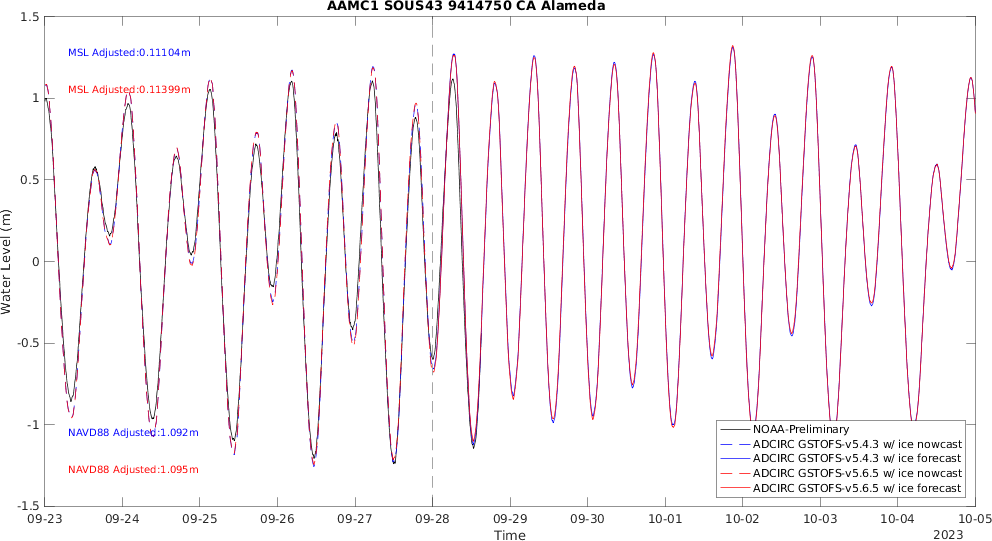 AAMC1 SOUS43 9414750 CA Alameda
1.5
1
0.5
0
-0.5
-1
-1.5
Water Level (m)
MSL Adjusted:0.11104m
MSL Adjusted:0.11399m
NAVD88 Adjusted:1.092m
NAVD88 Adjusted:1.095m
NOAA-Preliminary
ADCIRC GSTOFS-v5.4.3 w/ ice nowcast
ADCIRC GSTOFS-v5.4.3 w/ ice forecast
ADCIRC GSTOFS-v5.6.5 w/ ice nowcast
ADCIRC GSTOFS-v5.6.5 w/ ice forecast
09-23 09-24 09-25 09-26 09-27 09-28 09-29 09-30 10-01 10-02 10-03 10-04 10-05
Time
2023